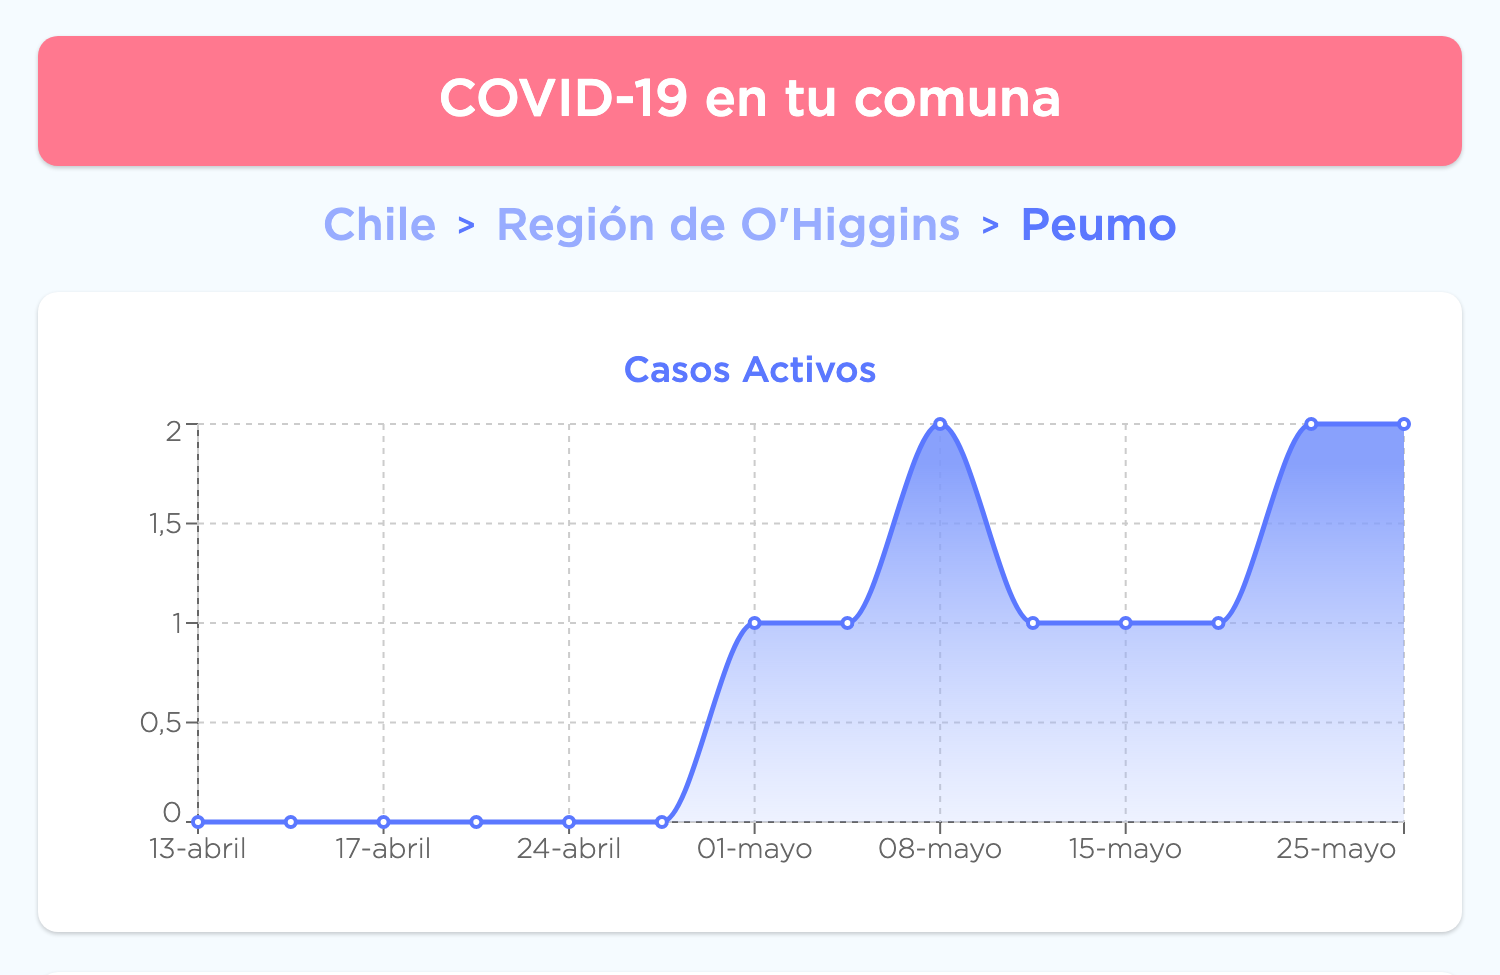 COVID-19 en tu comuna
Chile > Región de O'Higgins > Peumo
Casos Activos
2
1,5
1
0,5
0
13-abril 17-abril 24-abril 01-mayo 08-mayo 15-mayo 25-mayo